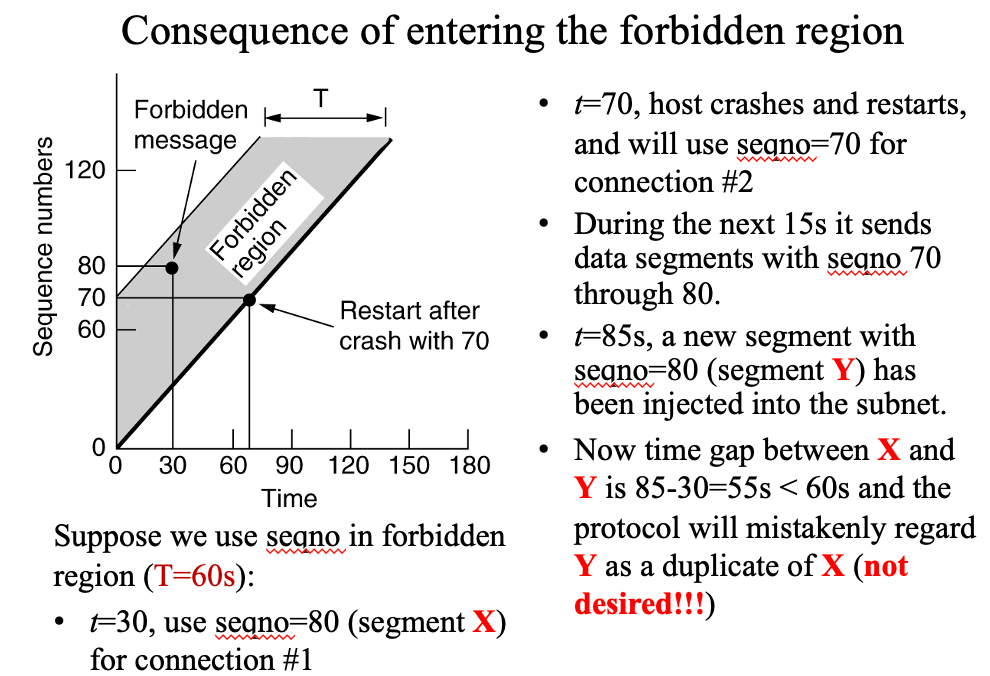 Consequence of entering the forbidden region
T
Forbidden
message
Sequence numbers
120
80
70
60
0
Forbidden
region
Restart after
crash with 70
0 30 60 90 120 150 180
Time
Suppose we use seqno in forbidden
region (T=60s):
• t=30, use seqno=80 (segment X)
for connection #1
• t=70, host crashes and restarts,
and will use seqno=70 for
connection #2
• During the next 15s it sends
data segments with seqno 70
through 80.
• t=85s, a new segment with
seqno=80 (segment Y) has
been injected into the subnet.
• Now time gap between X and
Y is 85-30=55s < 60s and the
protocol will mistakenly regard
Y as a duplicate of X (not
desired!!!)